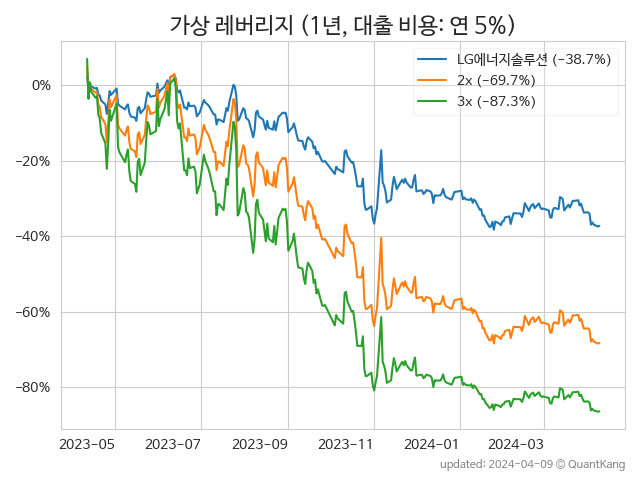 가상 레버리지 (1년, 대출 비용: 연 5%)
LG에너지솔루션 (−38.7%)
2x (−69.7%)
3x (−87.3%)
0%
−20%
−40%
−60%
−80%
2023-05 2023-07 2023-09 2023-11 2024-01 2024-03
updated: 2024-04-09 © QuantKang